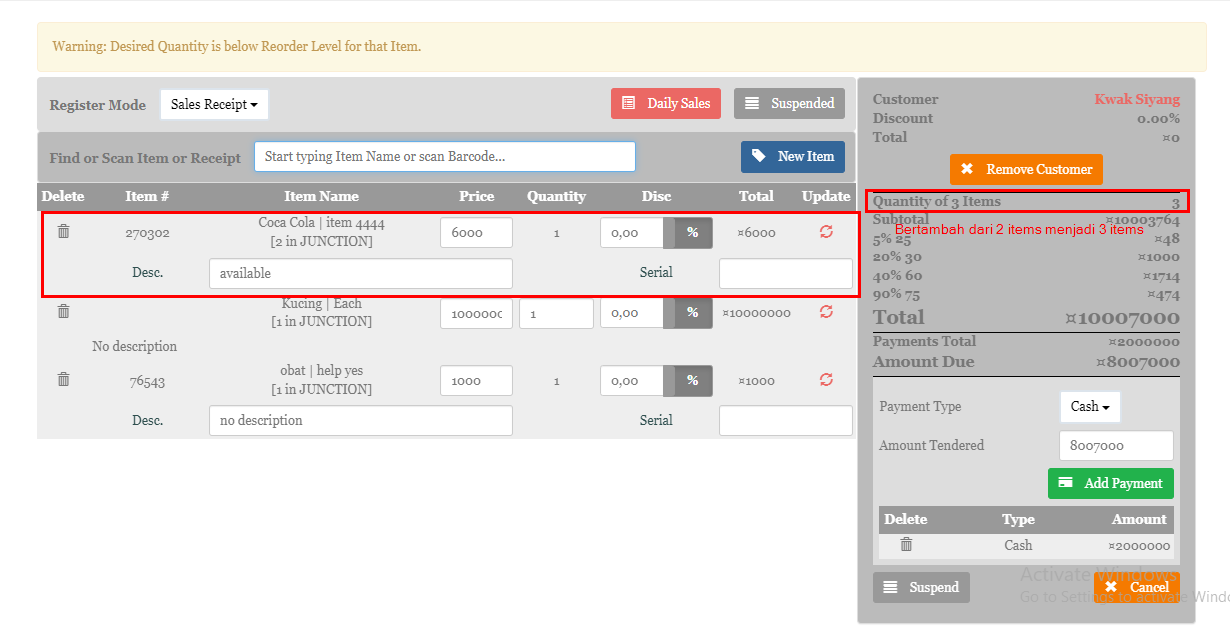 Warning: Desired Quantity is below Reorder Level for that Item.
Register Mode Sales Receipt Daily Sales Suspended
Find or Scan Item or Receipt Start typing Item Name or scan Barcode... New Item
Delete Item # Item Name Price Quantity Disc Total Update
270302 Coca Cola | item 4444 6000 1 0,00 % ¤6000
[2 in JUNCTION]
Desc. available Serial
Kucing | Each 1000000 1 0,00 % ¤10000000
[1 in JUNCTION]
No description
76543 obat | help yes 1000 1 0,00 % ¤1000
[1 in JUNCTION]
Desc. no description Serial
Customer Kwak Siyang
Discount 0.00%
Total ¤0
Remove Customer
Quantity of 3 Items 3
Subtotal ¤10003764
Bertambah dari 2 items menjadi 3 items
5% 25 ¤48
20% 30 ¤1000
40% 60 ¤1714
90% 75 ¤474
Total ¤10007000
Payments Total ¤2000000
Amount Due ¤8007000
Payment Type Cash
Amount Tendered 8007000
Add Payment
Delete Type Amount
Cash ¤2000000
Suspend Cancel
Activate Windows
Go to Settings to activate Windo